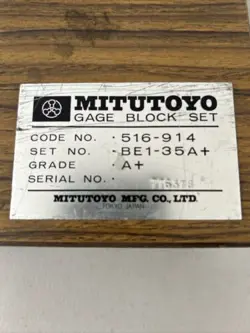 MITUTOYO
GAGE BLOCK SET
CODE NO. · 516-914
SET NO. · BE1-35A+
GRADE · A+
SERIAL NO. ·
MITUTOYO MFG. CO., LTD.
TOKYO JAPAN